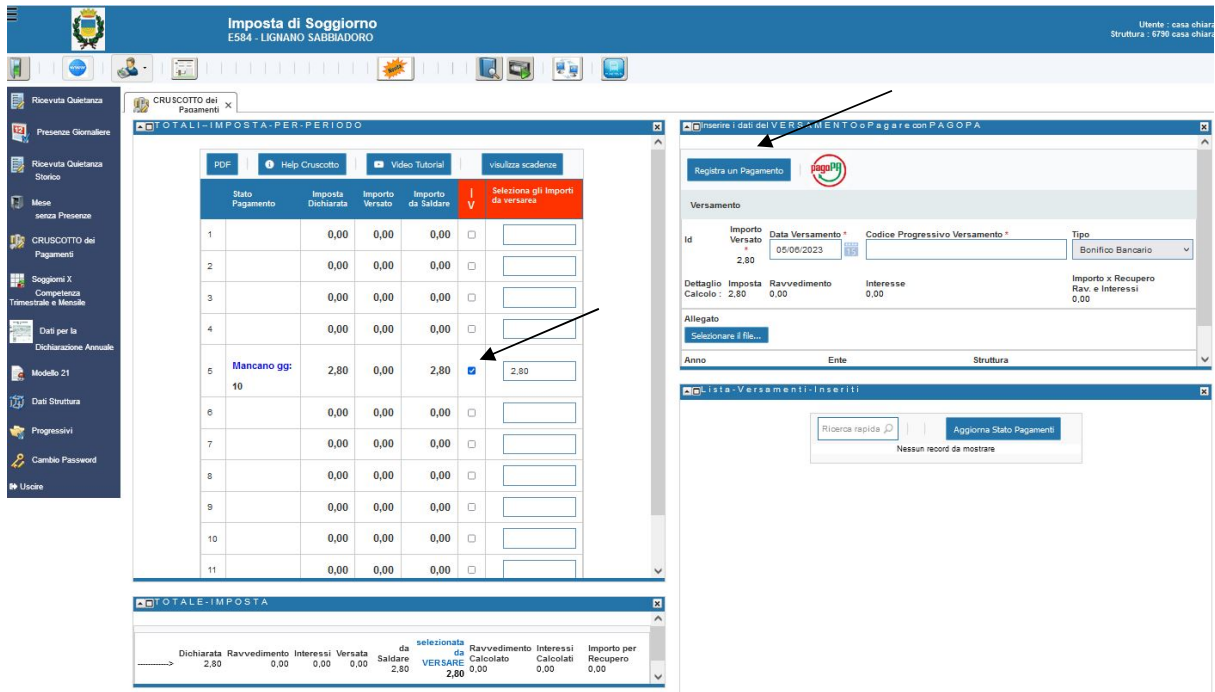 Imposta di Soggiorno
E584 - LIGNANO SABBIADORO
Utente : casa chiara
Struttura : 6790 casa chiara
Ricevuta Quietanza
Presenze Giornaliere
Ricevuta Quietanza
Storico
Mese
senza Presenze
CRUSCOTTO dei
Pagamenti
Soggiorni X
Competenza
Trimestrale e Mensile
Dati per la
Dichiarazione Annuale
Modello 21
Dati Struttura
Progressivi
Cambio Password
Uscire
CRUSCOTTO dei
Pagamenti
TOTALI-IMPOSTA-PER-PERIODO
PDF Help Cruscotto Video Tutorial visulizza scadenze
Stato Pagamento Imposta Dichiarata Importo Versato Importo da Saldare I V Seleziona gli Importi da versarea
1 0,00 0,00 0,00
2 0,00 0,00 0,00
3 0,00 0,00 0,00
4 0,00 0,00 0,00
5 Mancano gg: 10 2,80 0,00 2,80 2,80
6 0,00 0,00 0,00
7 0,00 0,00 0,00
8 0,00 0,00 0,00
9 0,00 0,00 0,00
10 0,00 0,00 0,00
11 0,00 0,00 0,00
TOTALE-IMPOSTA
------------> Dichiarata Ravvedimento Interessi Versata da Saldare selezionata da VERSARE Ravvedimento Calcolato Interessi Calcolati Importo per Recupero
2,80 0,00 0,00 0,00 2,80 2,80 0,00 0,00 0,00
Inserire i dati del VERSAMENTO o Pagare con PAGOPA
Registra un Pagamento pagoPA
Versamento
Id Importo Versato * Data Versamento * Codice Progressivo Versamento * Tipo
2,80 05/06/2023 15 Bonifico Bancario
Dettaglio Calcolo : Imposta Ravvedimento Interesse Importo x Recupero Rav. e Interessi
2,80 0,00 0,00 0,00
Allegato
Selezionare il file...
Anno Ente Struttura
Lista-Versamenti-Inseriti
Ricerca rapida Aggiorna Stato Pagamenti
Nessun record da mostrare